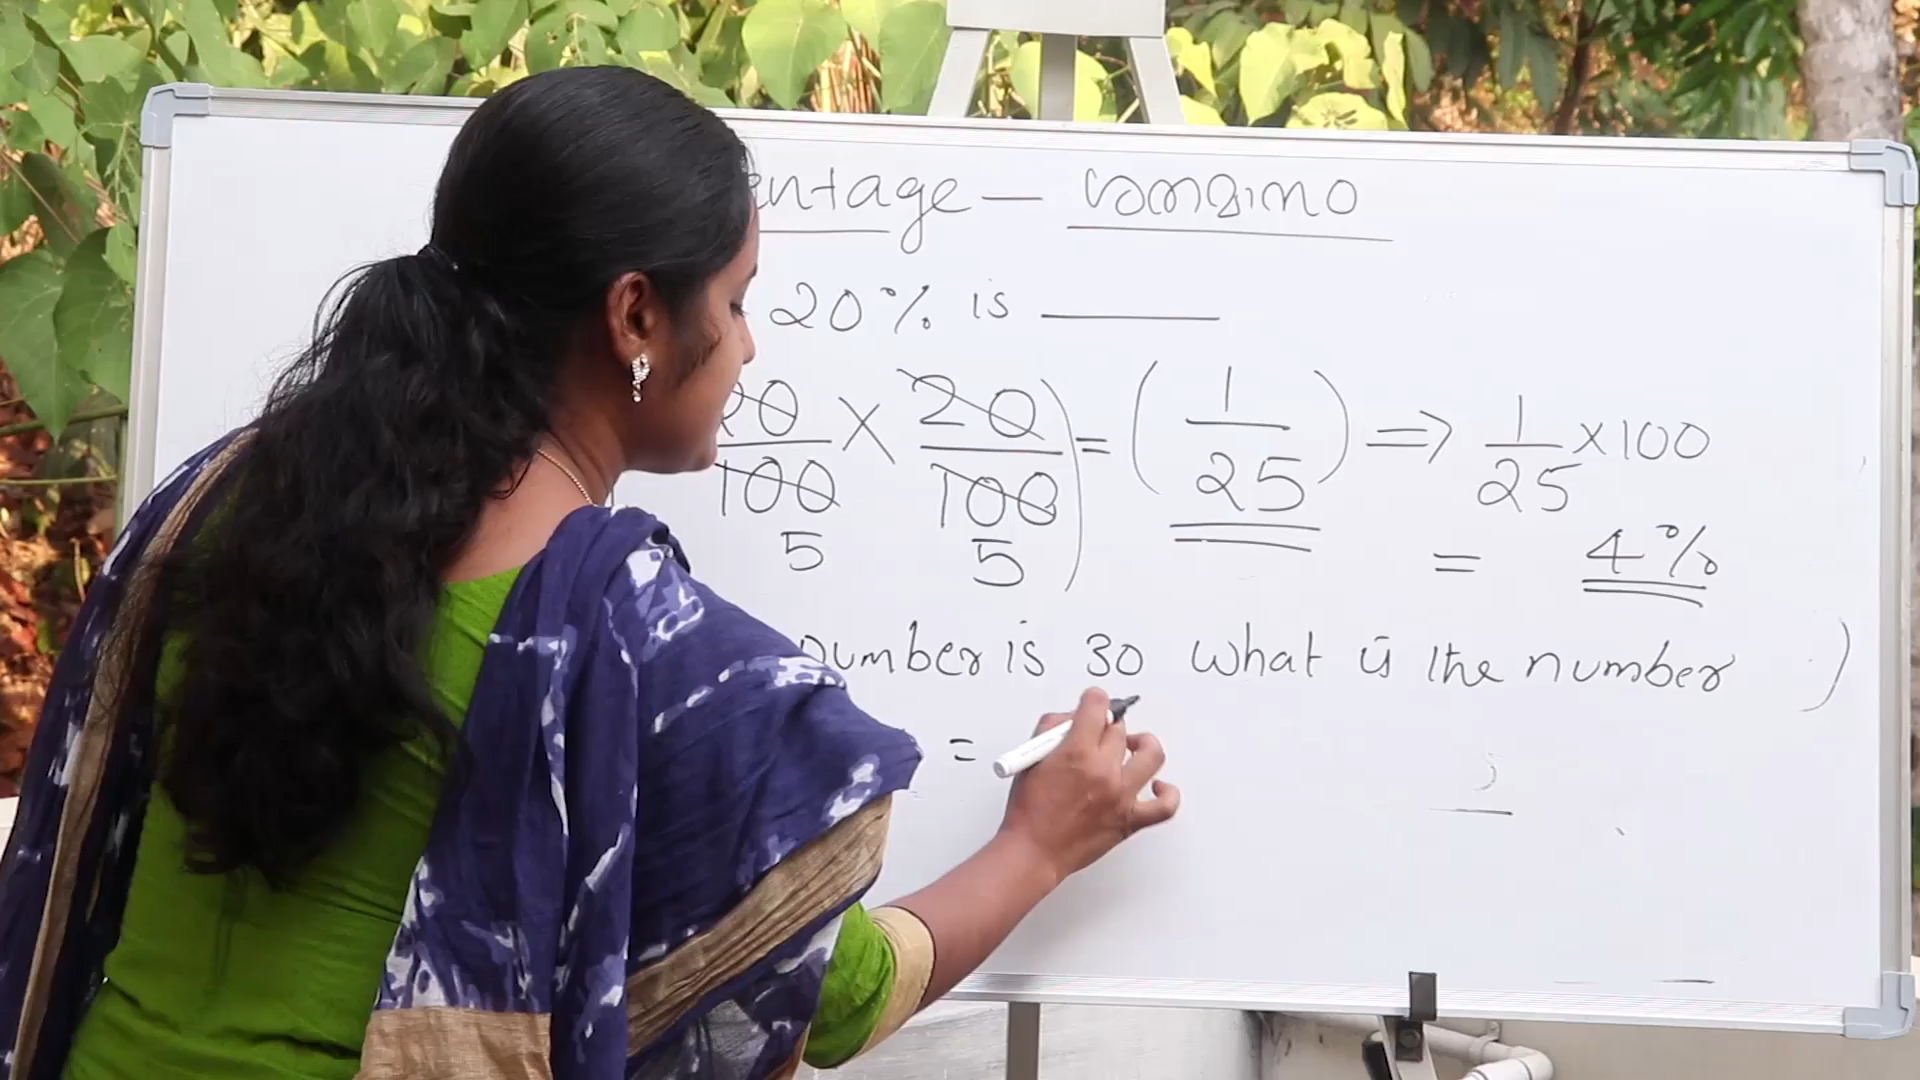 entage – ശതമാനം
20% is ______
20/100 × 20/100) = (1/25) ⇒ 1/25 × 100
5 5
= 4%
number is 30 what is the number )
=